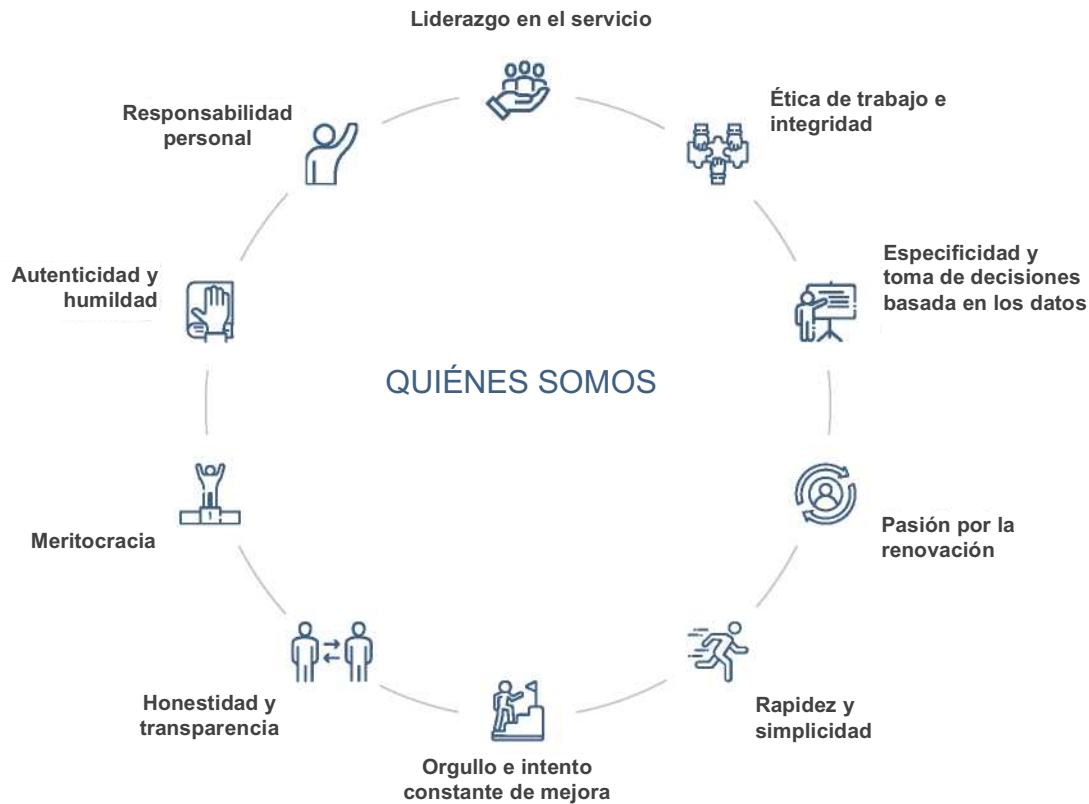 Liderazgo en el servicio
Ética de trabajo e
integridad
Especificidad y
toma de decisiones
basada en los datos
Pasión por la
renovación
Rapidez y
simplicidad
Orgullo e intento
constante de mejora
Honestidad y
transparencia
Meritocracia
Autenticidad y
humildad
Responsabilidad
personal
QUIÉNES SOMOS
1